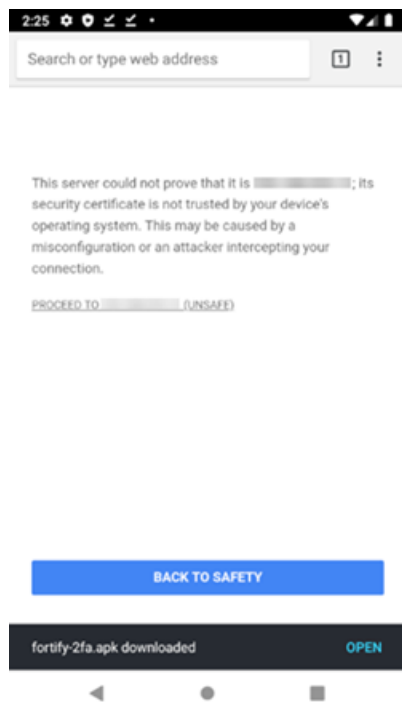 2:25
Search or type web address
1
This server could not prove that it is ; its
security certificate is not trusted by your device's
operating system. This may be caused by a
misconfiguration or an attacker intercepting your
connection.
PROCEED TO (UNSAFE)
BACK TO SAFETY
fortify-2fa.apk downloaded
OPEN